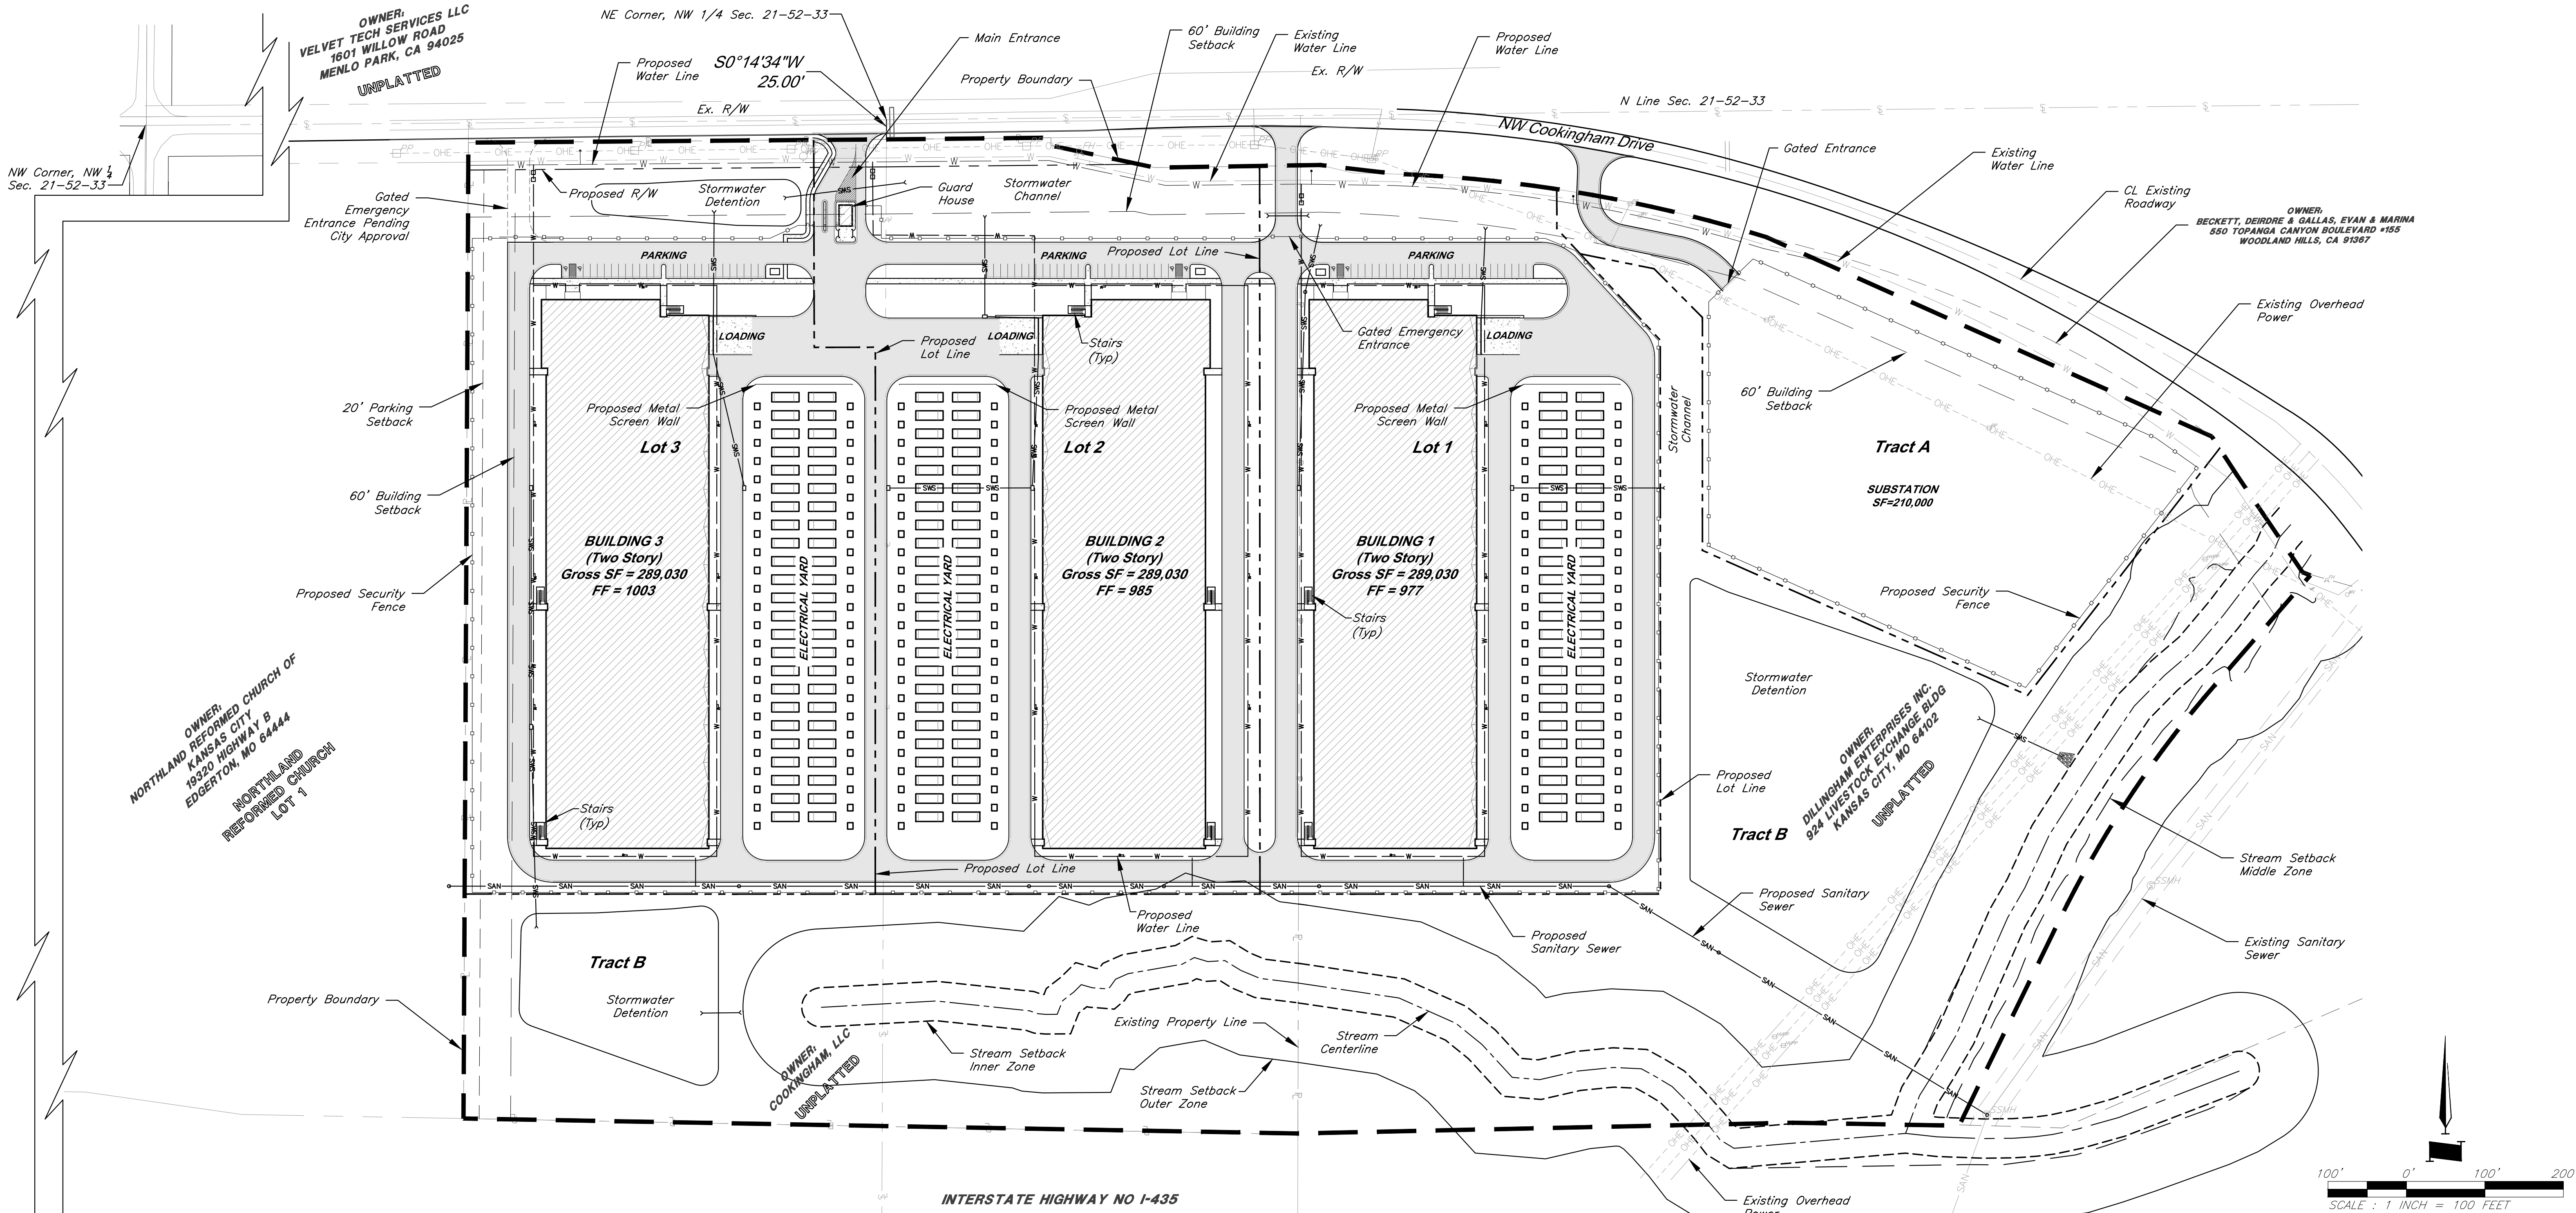 OWNER:
VELVET TECH SERVICES LLC
1601 WILLOW ROAD
MENLO PARK, CA 94025
UNPLATTED
NE Corner, NW 1/4 Sec. 21-52-33
S0°14'34"W
25.00'
Proposed
Water Line
Ex. R/W
Main Entrance
Property Boundary
60' Building
Setback
Existing
Water Line
Ex. R/W
Proposed
Water Line
N Line Sec. 21-52-33
NW Cookingham Drive
Gated Entrance
Existing
Water Line
CL Existing
Roadway
OWNER:
BECKETT, DEIRDRE & GALLAS, EVAN & MARINA
550 TOPANGA CANYON BOULEVARD #155
WOODLAND HILLS, CA 91367
NW Corner, NW 1/4
Sec. 21-52-33
Gated
Emergency
Entrance Pending
City Approval
Proposed R/W
Stormwater
Detention
Guard
House
Stormwater
Channel
PARKING
PARKING
Proposed Lot Line
PARKING
Existing Overhead
Power
LOADING
Proposed
Lot Line
LOADING
Stairs
(Typ)
Gated Emergency
Entrance
LOADING
20' Parking
Setback
Proposed Metal
Screen Wall
Proposed Metal
Screen Wall
Proposed Metal
Screen Wall
Stormwater
Channel
60' Building
Setback
Lot 3
Lot 2
Lot 1
Tract A
SUBSTATION
SF=210,000
60' Building
Setback
BUILDING 3
(Two Story)
Gross SF = 289,030
FF = 1003
ELECTRICAL YARD
ELECTRICAL YARD
BUILDING 2
(Two Story)
Gross SF = 289,030
FF = 985
BUILDING 1
(Two Story)
Gross SF = 289,030
FF = 977
ELECTRICAL YARD
Proposed Security
Fence
Proposed Security
Fence
Stairs
(Typ)
OWNER:
NORTHLAND REFORMED CHURCH OF
KANSAS CITY
19320 HIGHWAY B
EDGERTON, MO 64444
NORTHLAND
REFORMED CHURCH
LOT 1
Stormwater
Detention
OWNER:
DILLINGHAM ENTERPRISES INC.
924 LIVESTOCK EXCHANGE BLDG
KANSAS CITY, MO 64102
UNPLATTED
Stairs
(Typ)
Proposed
Lot Line
Tract B
Stream Setback
Middle Zone
Proposed Lot Line
Proposed
Water Line
Proposed
Sanitary Sewer
Proposed Sanitary
Sewer
SSMH
Existing Sanitary
Sewer
Tract B
Stormwater
Detention
Property Boundary
OWNER:
COOKINGHAM, LLC
UNPLATTED
Stream Setback
Inner Zone
Existing Property Line
Stream
Centerline
Stream Setback
Outer Zone
SSMH
INTERSTATE HIGHWAY NO I-435
Existing Overhead
100' 0' 100' 200
SCALE : 1 INCH = 100 FEET